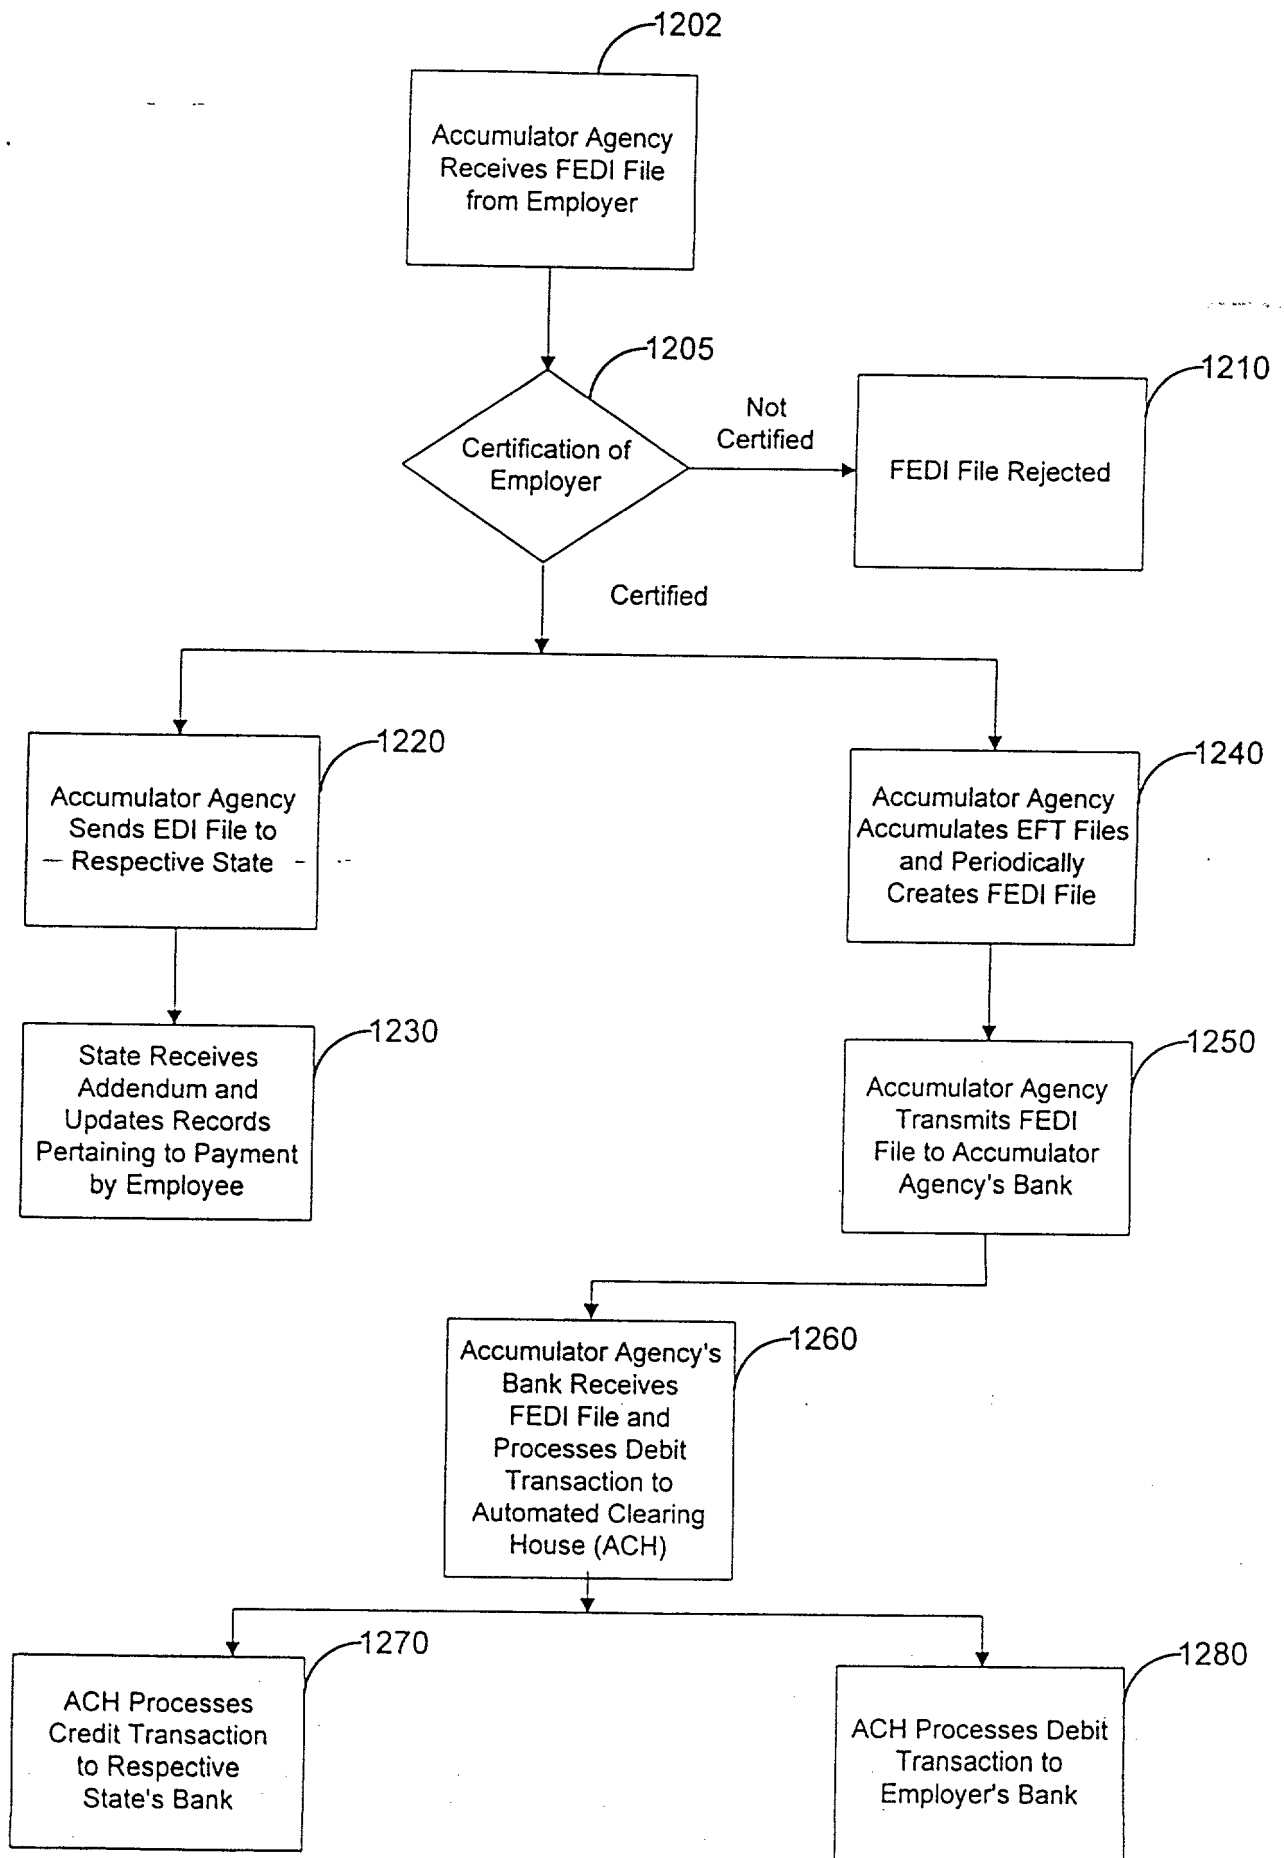 1202
Accumulator Agency
Receives FEDI File
from Employer
1205
Certification of
Employer
Not
Certified
1210
FEDI File Rejected
Certified
1220
Accumulator Agency
Sends EDI File to
Respective State
1240
Accumulator Agency
Accumulates EFT Files
and Periodically
Creates FEDI File
1230
State Receives
Addendum and
Updates Records
Pertaining to Payment
by Employee
1250
Accumulator Agency
Transmits FEDI
File to Accumulator
Agency's Bank
1260
Accumulator Agency's
Bank Receives
FEDI File and
Processes Debit
Transaction to
Automated Clearing
House (ACH)
1270
ACH Processes
Credit Transaction
to Respective
State's Bank
1280
ACH Processes Debit
Transaction to
Employer's Bank